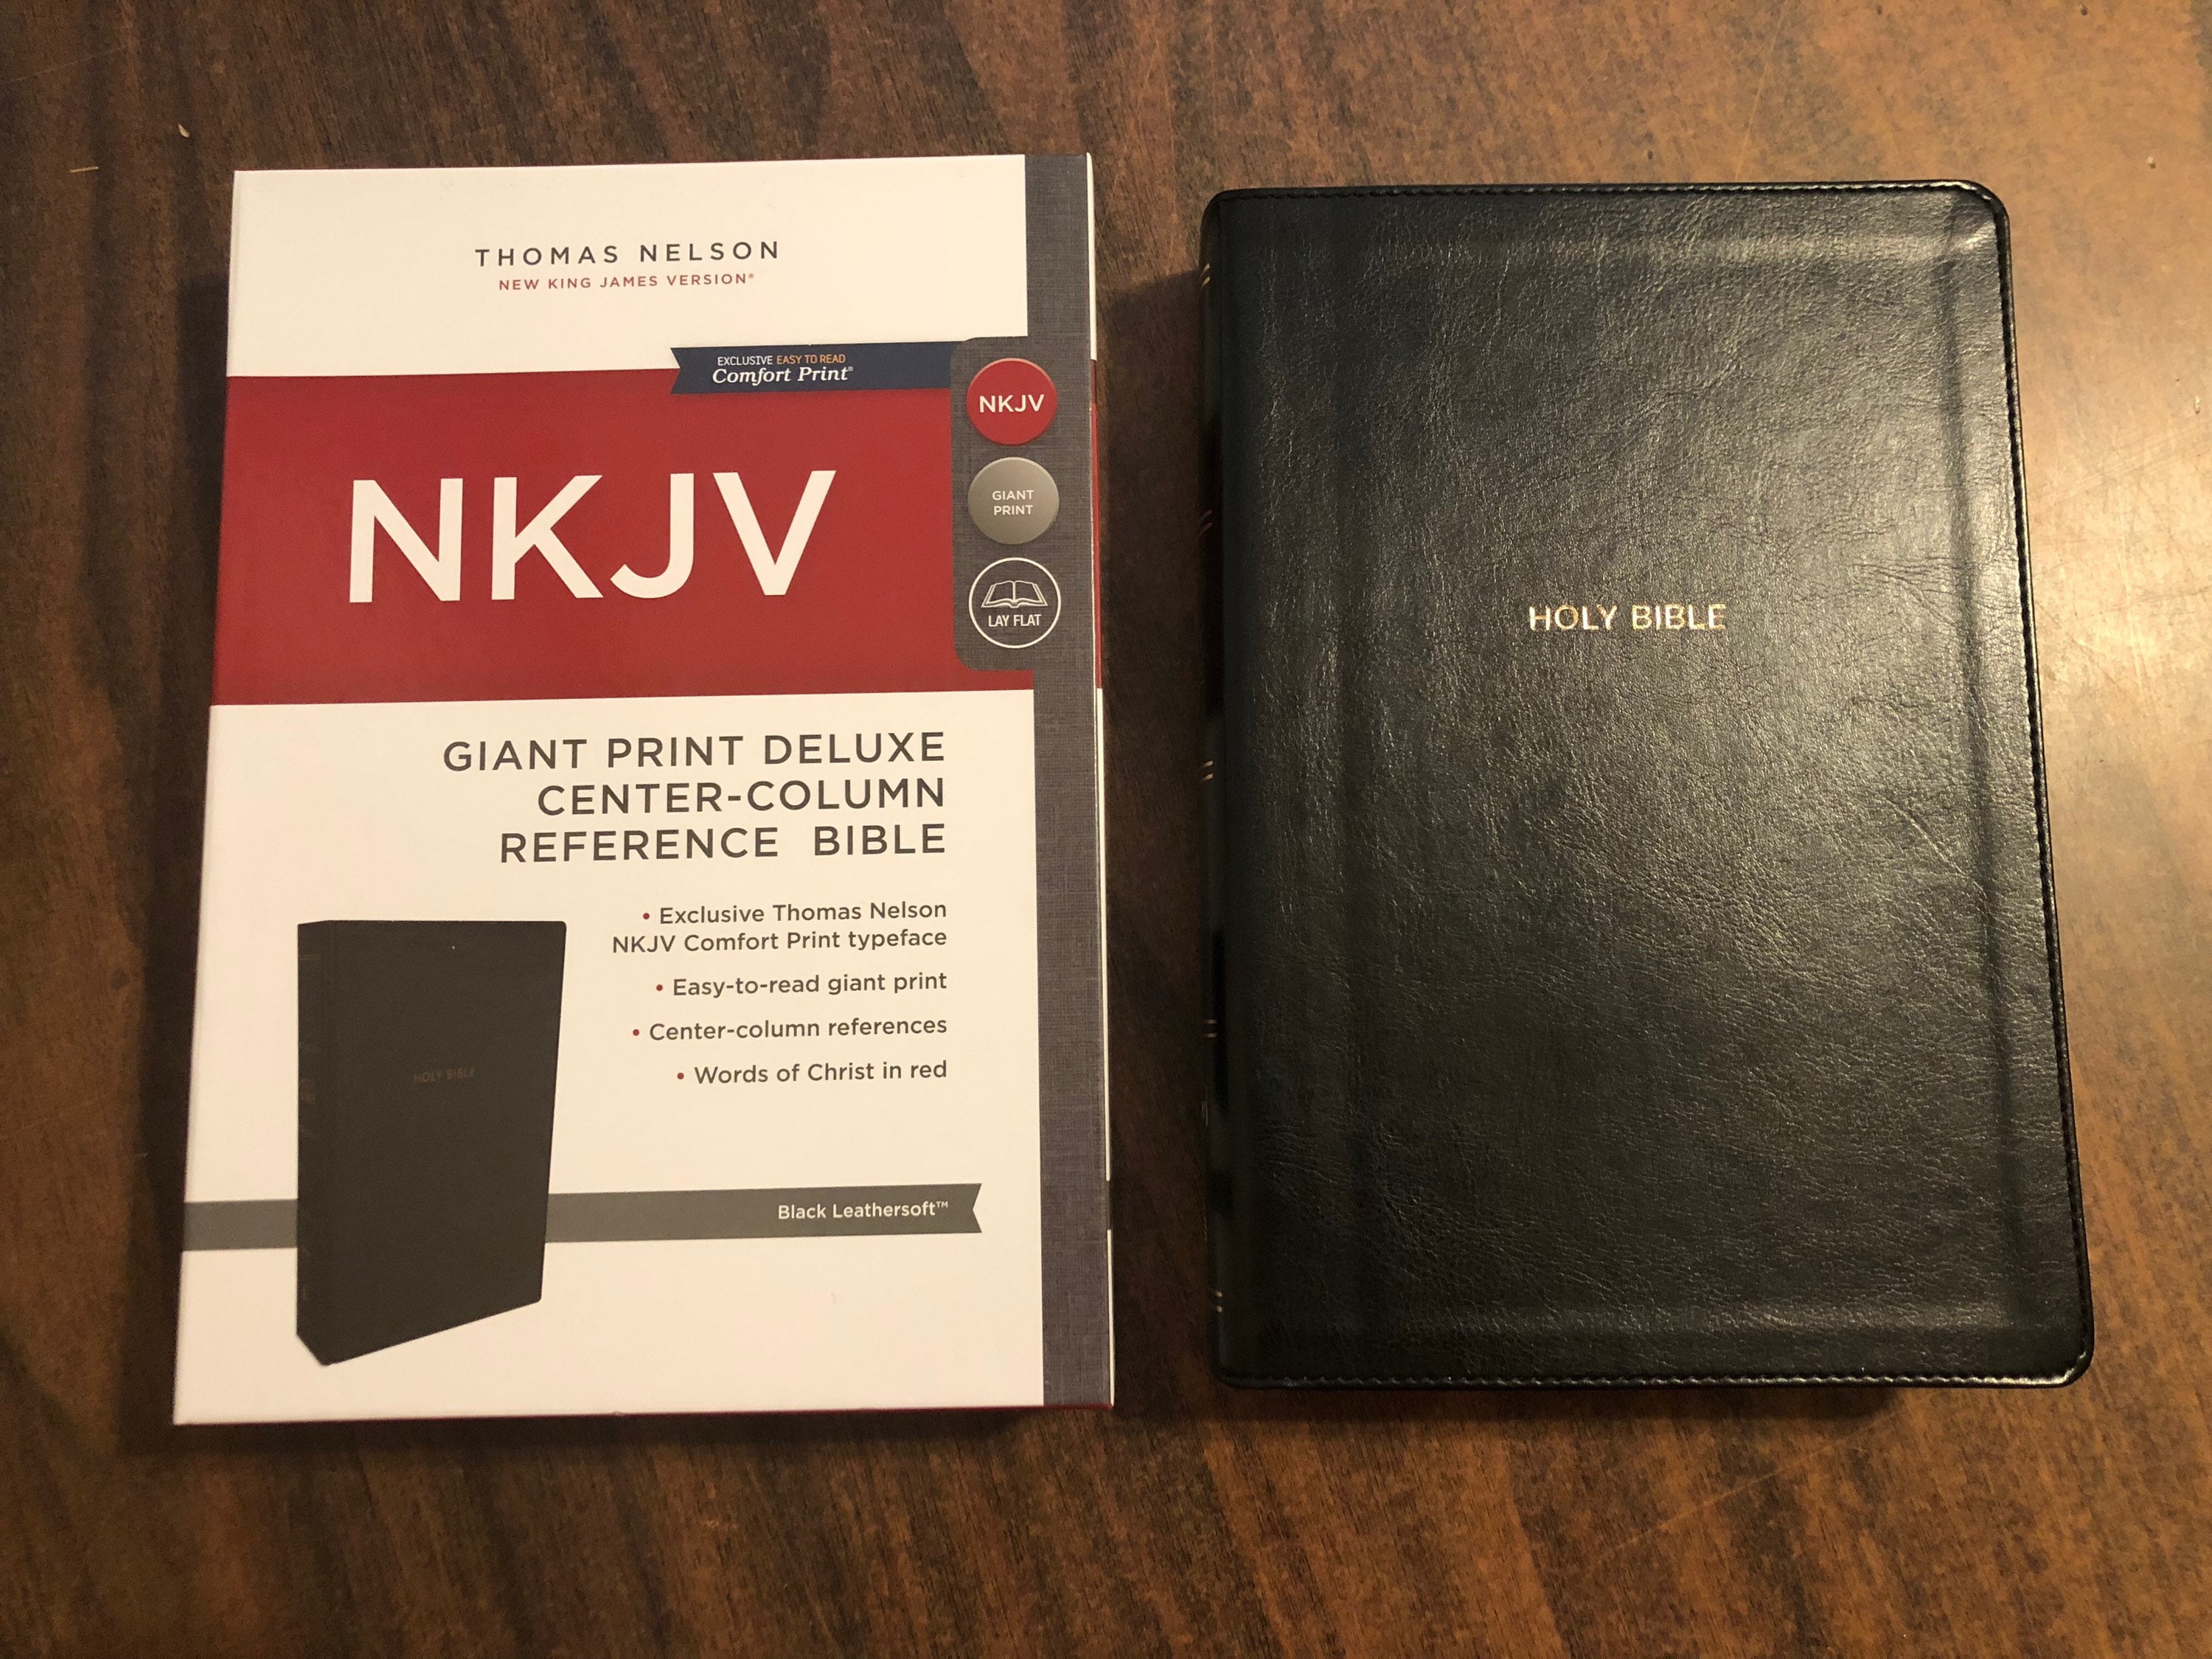 THOMAS NELSON
NEW KING JAMES VERSION®
EXCLUSIVE EASY TO READ
Comfort Print®
NKJV
NKJV
GIANT
PRINT
LAY FLAT
GIANT PRINT DELUXE
CENTER-COLUMN
REFERENCE BIBLE
• Exclusive Thomas Nelson
NKJV Comfort Print typeface
• Easy-to-read giant print
• Center-column references
• Words of Christ in red
HOLY BIBLE
Black Leathersoft™
HOLY BIBLE